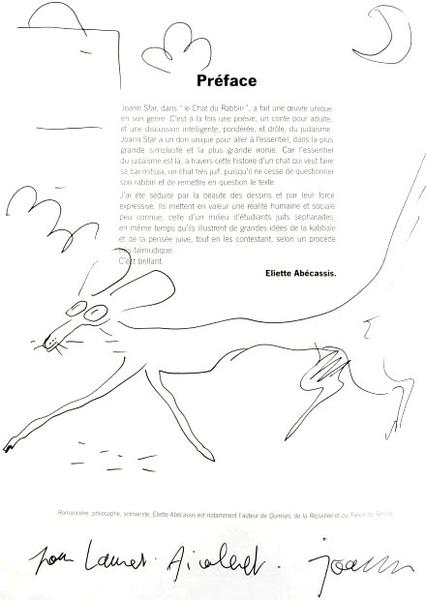 Préface
Joann Sfar, dans "le Chat du Rabbin", a fait une œuvre unique
en son genre. C'est à la fois une poésie, un conte pour adulte,
et une discussion intelligente, pondérée, et drôle, du judaïsme.
Joann Sfar a un don unique pour aller à l'essentiel, dans la plus
grande simplicité et la plus grande ironie. Car l'essentiel
du judaïsme est là, à travers cette histoire d'un chat qui veut faire
sa bar-mitsva, un chat très juif, puisqu'il ne cesse de questionner
son rabbin et de remettre en question le texte.
J'ai été séduite par la beauté des dessins et par leur force
expressive. Ils mettent en valeur une réalité humaine et sociale
peu connue, celle d'un milieu d'étudiants juifs sépharades,
en même temps qu'ils illustrent de grandes idées de la kabbale
et de la pensée juive, tout en les contestant, selon un procédé
très talmudique.
C'est brillant.
Eliette Abécassis.
Romancière, philosophe, scénariste, Eliette Abécassis est notamment l'auteur de Qumran, de la Répudiée et du Trésor du Temple.
pour Laurent joann